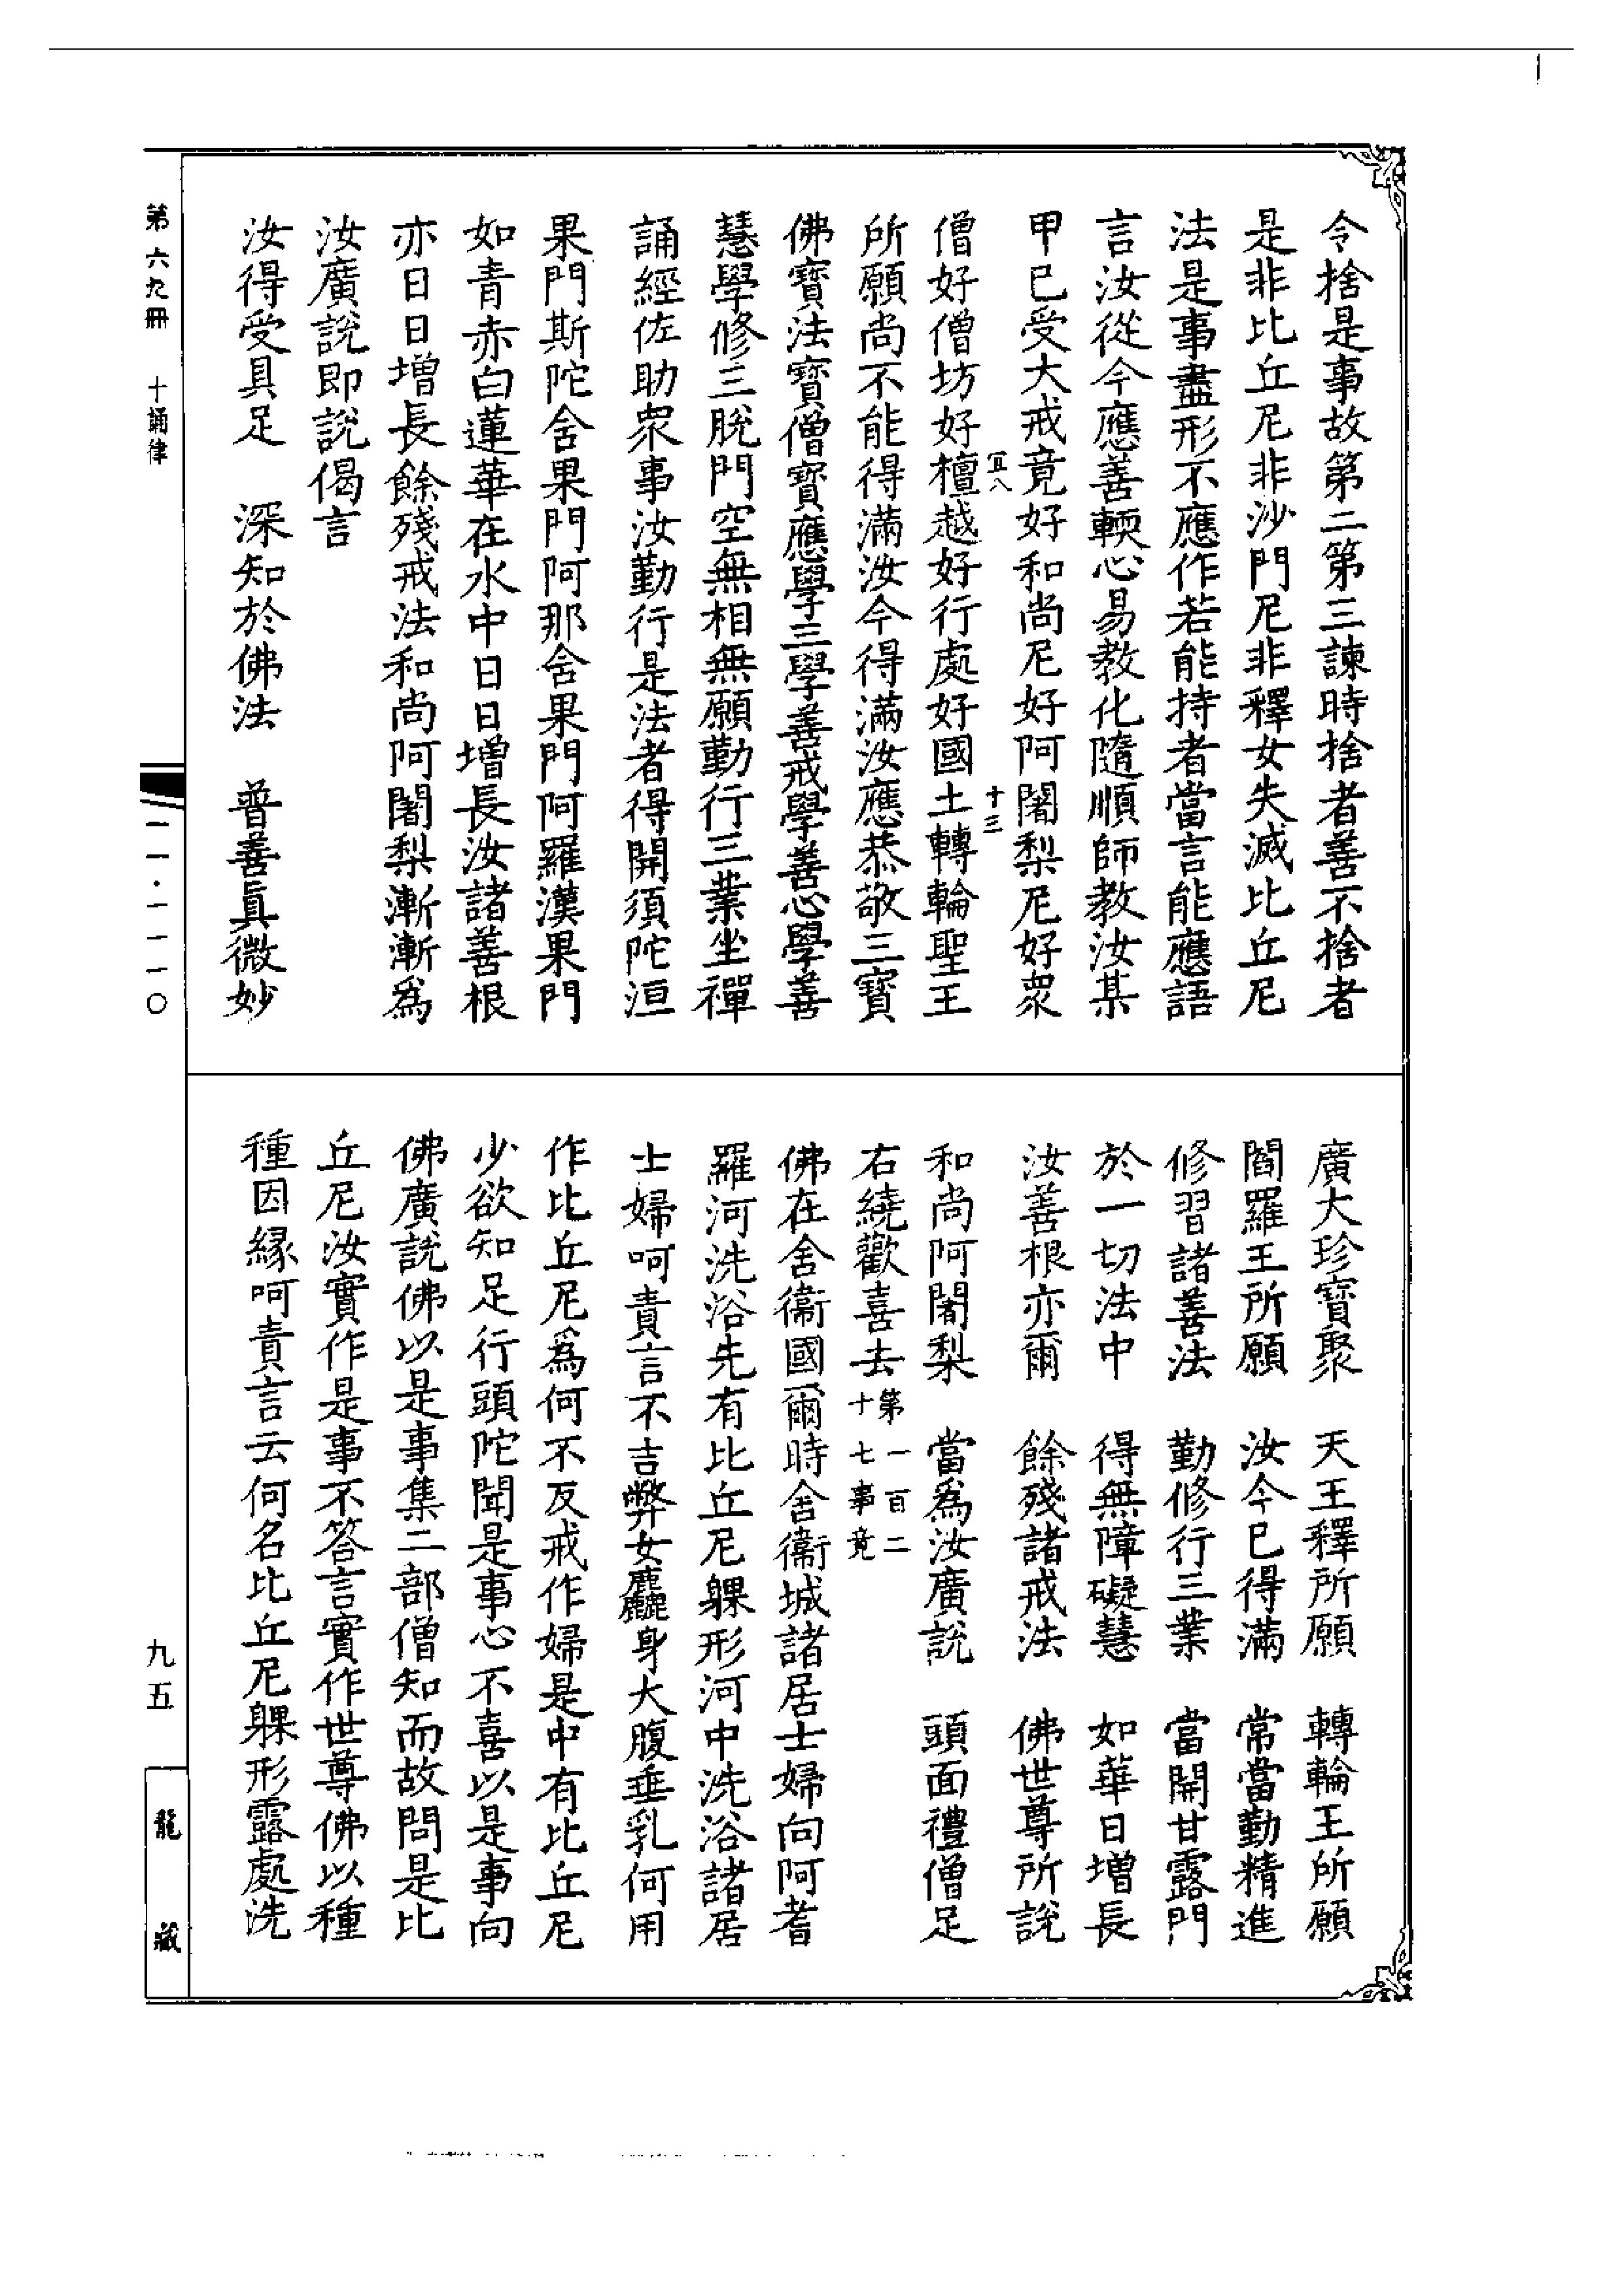 令捨是事故第二第三諫時捨者善不捨者
是非比丘尼非沙門尼非釋女失滅比丘尼
法是事盡形不應作若能持者當言能應語
言汝從今應善輭心易教化隨順師教汝某
甲已受大戒竟好和尚尼好阿闍梨尼好衆
宜八
十三
僧好僧坊好檀越好行處好國土轉輪聖王
所願尚不能得滿汝今得滿汝應恭敬三寶
佛寶法寶僧寶應學三學善戒學善心學善
慧學修三脫門空無相無願勤行三業坐禪
誦經佐助衆事汝勤行是法者得開須陀洹
果門斯陀舍果門阿那舍果門阿羅漢果門
如青赤白蓮華在水中日日增長汝諸善根
亦日日增長餘殘戒法和尚阿闍梨漸漸爲
汝廣說即說偈言
汝得受具足 深知於佛法 普善眞微妙
廣大珍寶聚 天王釋所願 轉輪王所願
閻羅王所願 汝今已得滿 常當勤精進
修習諸善法 勤修行三業 當開甘露門
於一切法中 得無障礙慧 如華日增長
汝善根亦爾 餘殘諸戒法 佛世尊所說
和尚阿闍梨 當爲汝廣說 頭面禮僧足
右繞歡喜去第一百二十七事竟
佛在舍衞國爾時舍衞城諸居士婦向阿耆
羅河洗浴先有比丘尼躶形河中洗浴諸居
士婦呵責言不吉弊女麤身大腹垂乳何用
作比丘尼爲何不反戒作婦是中有比丘尼
少欲知足行頭陀聞是事心不喜以是事向
佛廣說佛以是事集二部僧知而故問是比
丘尼汝實作是事不答言實作世尊佛以種
種因緣呵責言云何名比丘尼躶形露處洗
第六九冊 十誦律
一一·一一一〇
九五
龍藏